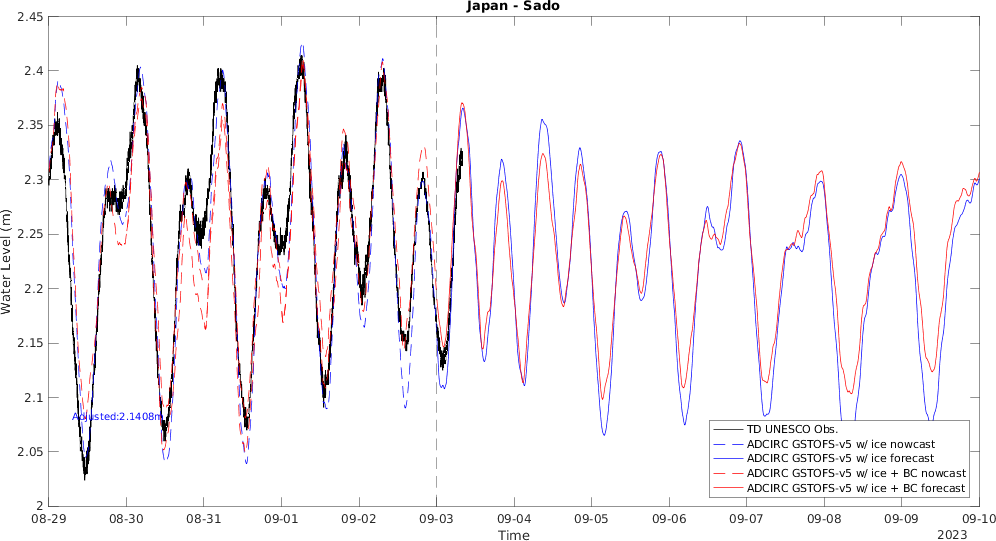 Japan - Sado
Water Level (m)
2.45
2.4
2.35
2.3
2.25
2.2
2.15
2.1
2.05
2
Adjusted:2.1408m
TD UNESCO Obs.
ADCIRC GSTOFS-v5 w/ ice nowcast
ADCIRC GSTOFS-v5 w/ ice forecast
ADCIRC GSTOFS-v5 w/ ice + BC nowcast
ADCIRC GSTOFS-v5 w/ ice + BC forecast
08-29 08-30 08-31 09-01 09-02 09-03 09-04 09-05 09-06 09-07 09-08 09-09 09-10
Time
2023